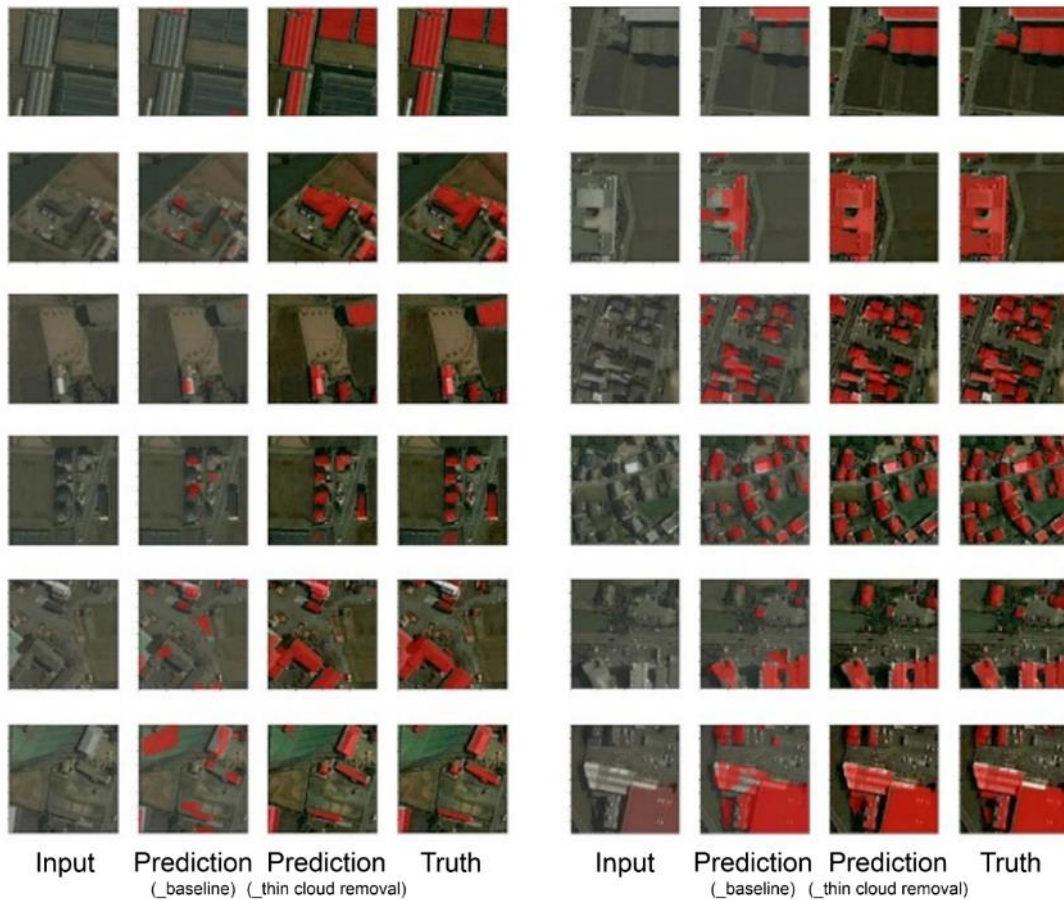 Input Prediction Prediction Truth Input Prediction Prediction Truth
(_baseline) (_thin cloud removal) (_baseline) (_thin cloud removal)